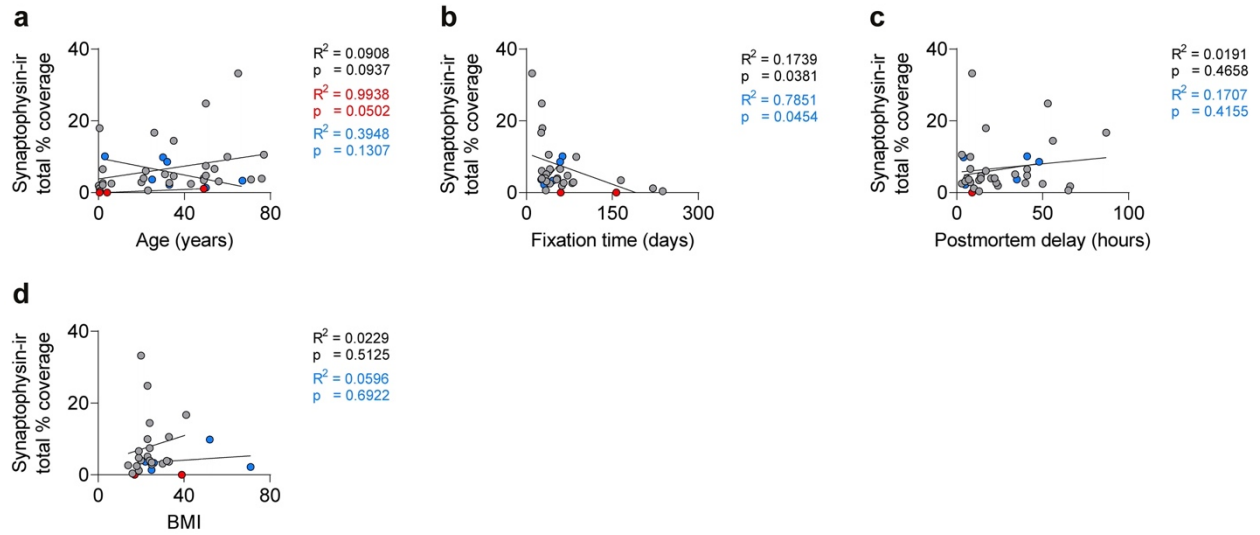 a
Synaptophysin-ir
total % coverage
40
20
0
0
40
80
Age (years)
R² = 0.0908
p = 0.0937
R² = 0.9938
p = 0.0502
R² = 0.3948
p = 0.1307
b
Synaptophysin-ir
total % coverage
40
20
0
0
150
300
Fixation time (days)
R² = 0.1739
p = 0.0381
R² = 0.7851
p = 0.0454
c
Synaptophysin-ir
total % coverage
40
20
0
0
50
100
Postmortem delay (hours)
R² = 0.0191
p = 0.4658
R² = 0.1707
p = 0.4155
d
Synaptophysin-ir
total % coverage
40
20
0
0
40
80
BMI
R² = 0.0229
p = 0.5125
R² = 0.0596
p = 0.6922